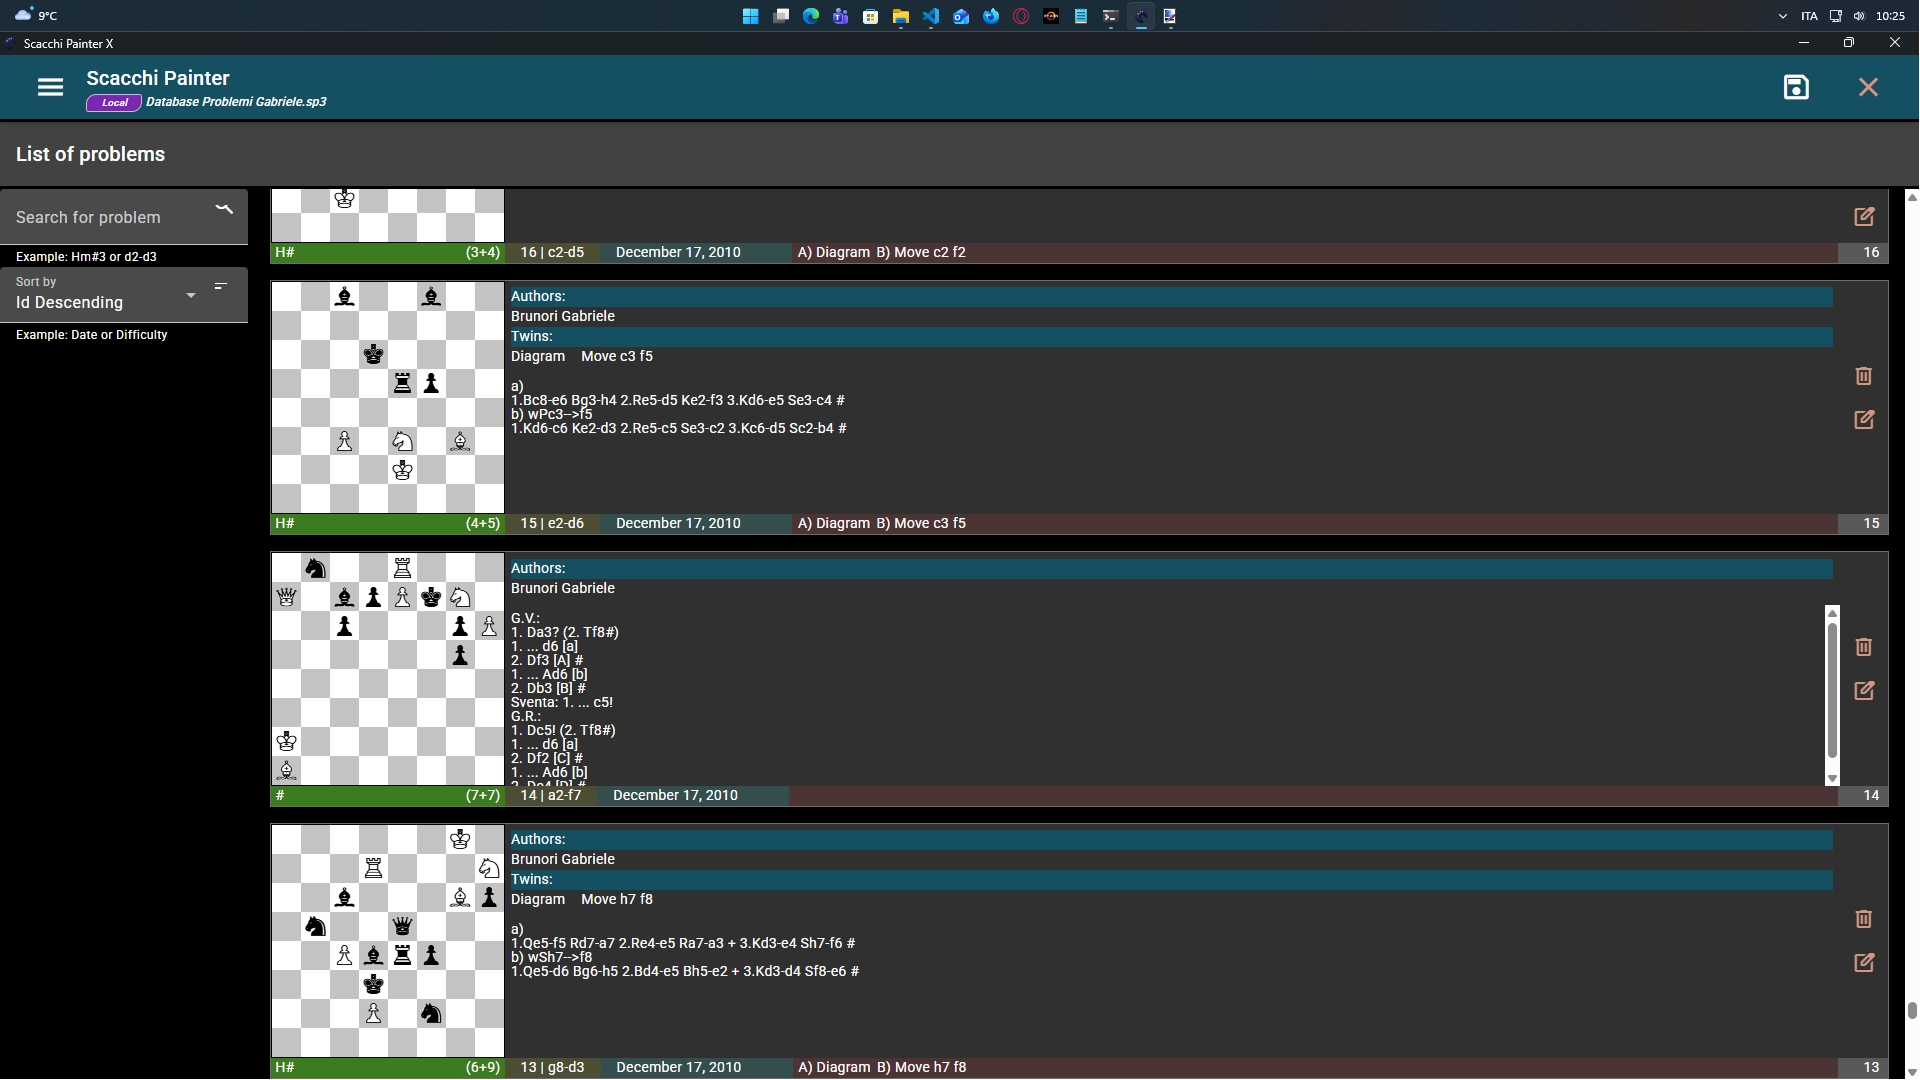 9°C
ITA
10:25
Scacchi Painter X
Scacchi Painter
Local Database Problemi Gabriele.sp3
List of problems
Search for problem
Example: Hm#3 or d2-d3
Sort by
Id Descending
Example: Date or Difficulty
H# (3+4) 16 | c2-d5 December 17, 2010 A) Diagram B) Move c2 f2 16
Authors:
Brunori Gabriele
Twins:
Diagram Move c3 f5
a)
1.Bc8-e6 Bg3-h4 2.Re5-d5 Ke2-f3 3.Kd6-e5 Se3-c4 #
b) wPc3-->f5
1.Kd6-c6 Ke2-d3 2.Re5-c5 Se3-c2 3.Kc6-d5 Sc2-b4 #
H# (4+5) 15 | e2-d6 December 17, 2010 A) Diagram B) Move c3 f5 15
Authors:
Brunori Gabriele
G.V.:
1. Da3? (2. Tf8#)
1. ... d6 [a]
2. Df3 [A] #
1. ... Ad6 [b]
2. Db3 [B] #
Sventa: 1. ... c5!
G.R.:
1. Dc5! (2. Tf8#)
1. ... d6 [a]
2. Df2 [C] #
1. ... Ad6 [b]
# (7+7) 14 | a2-f7 December 17, 2010 14
Authors:
Brunori Gabriele
Twins:
Diagram Move h7 f8
a)
1.Qe5-f5 Rd7-a7 2.Re4-e5 Ra7-a3 + 3.Kd3-e4 Sh7-f6 #
b) wSh7-->f8
1.Qe5-d6 Bg6-h5 2.Bd4-e5 Bh5-e2 + 3.Kd3-d4 Sf8-e6 #
H# (6+9) 13 | g8-d3 December 17, 2010 A) Diagram B) Move h7 f8 13